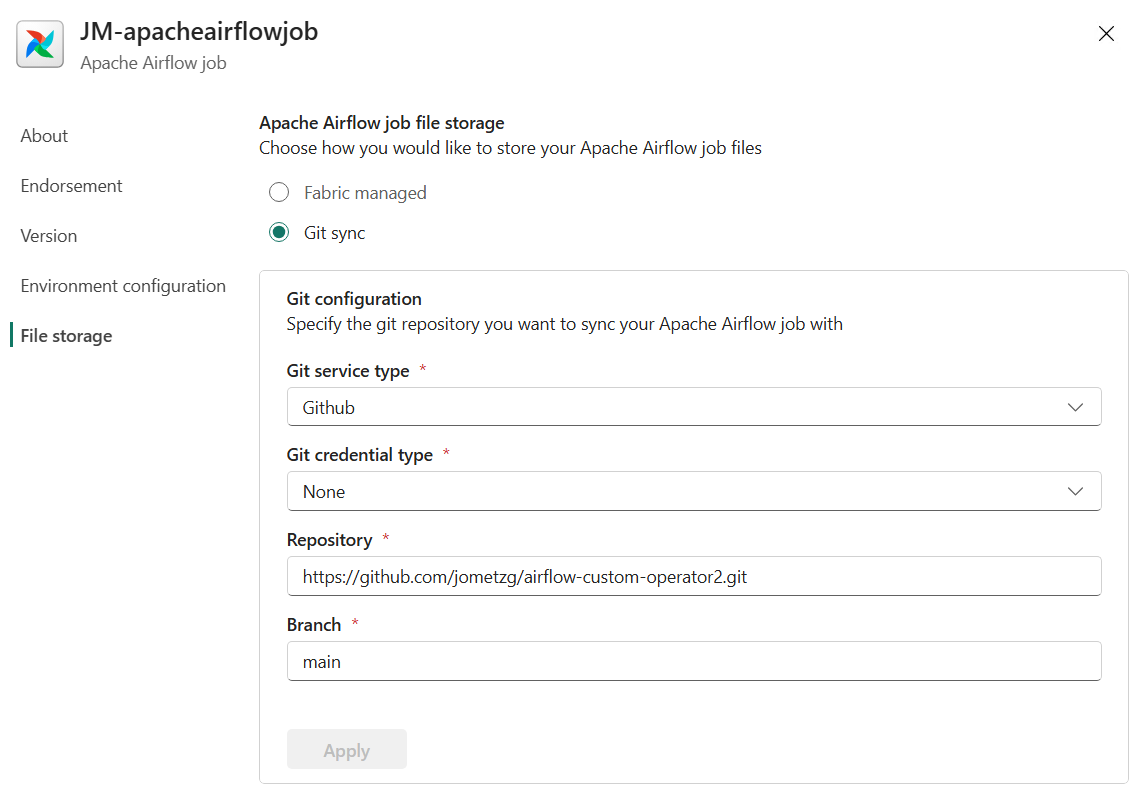 JM-apacheairflowjob
Apache Airflow job
About
Endorsement
Version
Environment configuration
File storage
Apache Airflow job file storage
Choose how you would like to store your Apache Airflow job files
Fabric managed
Git sync
Git configuration
Specify the git repository you want to sync your Apache Airflow job with
Git service type *
Github
Git credential type *
None
Repository *
https://github.com/jometzg/airflow-custom-operator2.git
Branch *
main
Apply